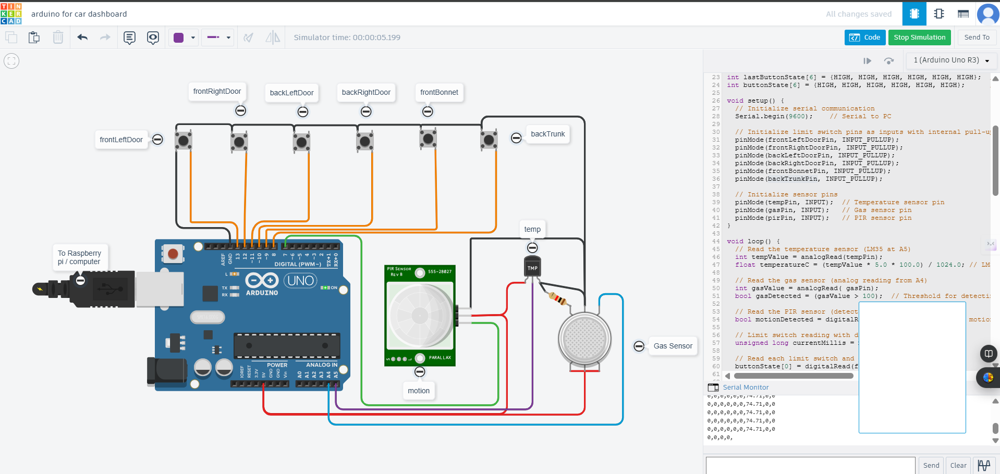 TIN
KER
CAD
arduino for car dashboard
All changes saved
Simulator time: 00:00:05.199
Code
Stop Simulation
Send To
1 (Arduino Uno R3)
frontRightDoor
backLeftDoor
backRightDoor
frontBonnet
frontLeftDoor
backTrunk
temp
TMP
To Raspberry
pi / computer
AREF
GND
13
12
~11
~10
~9
8
7
~6
~5
4
~3
2
TX→1
RX←0
DIGITAL (PWM~)
L
TX
RX
ARDUINO
UNO
ON
POWER
ANALOG IN
IOREF
RESET
3.3V
5V
GND
GND
Vin
A0
A1
A2
A3
A4
A5
PIR SENSOR
REV B
555-28027
PARALLAX
S
L
motion
Gas Sensor
23 int lastButtonState[6] = {HIGH, HIGH, HIGH, HIGH, HIGH, HIGH};
24 int buttonState[6] = {HIGH, HIGH, HIGH, HIGH, HIGH, HIGH};
25
26 void setup() {
27 // Initialize serial communication
28 Serial.begin(9600); // Serial to PC
29
30 // Initialize limit switch pins as inputs with internal pull-up
31 pinMode(frontLeftDoorPin, INPUT_PULLUP);
32 pinMode(frontRightDoorPin, INPUT_PULLUP);
33 pinMode(backLeftDoorPin, INPUT_PULLUP);
34 pinMode(backRightDoorPin, INPUT_PULLUP);
35 pinMode(frontBonnetPin, INPUT_PULLUP);
36 pinMode(backTrunkPin, INPUT_PULLUP);
37
38 // Initialize sensor pins
39 pinMode(tempPin, INPUT); // Temperature sensor pin
40 pinMode(gasPin, INPUT); // Gas sensor pin
41 pinMode(pirPin, INPUT); // PIR sensor pin
42 }
43
44 void loop() {
45 // Read the temperature sensor (LM35 at A5)
46 int tempValue = analogRead(tempPin);
47 float temperatureC = (tempValue * 5.0 * 100.0) / 1024.0; // LM
48
49 // Read the gas sensor (analog reading from A4)
50 int gasValue = analogRead( gasPin);
51 bool gasDetected = (gasValue > 100); // Threshold for detecti
52
53 // Read the PIR sensor (detect
54 bool motionDetected = digitalR motion
55
56 // Limit switch reading with d
57 unsigned long currentMillis =
58
59 // Read each limit switch and
60 buttonState[0] = digitalRead(f
61
Serial Monitor
0,0,0,0,0,0,74.71,0,0
0,0,0,0,0,0,74.71,0,0
0,0,0,0,0,0,74.71,0,0
0,0,0,0,0,0,74.71,0,0
0,0,0,0,0,0,74.71,0,0
0,0,0,0,
Send
Clear